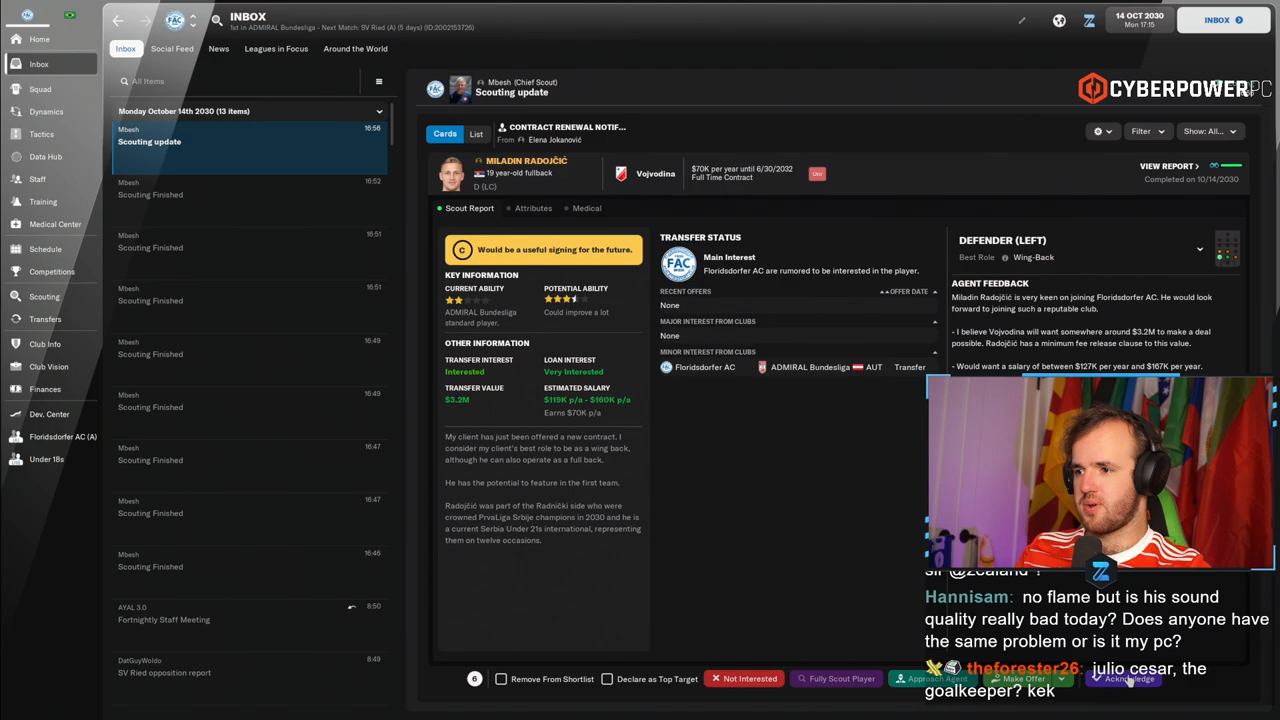 INBOX
1st in ADMIRAL Bundesliga - Next Match: SV Ried (A) (5 days) (ID:2002153726)
14 OCT 2030
Mon 17:15
INBOX
Home
Inbox
Squad
Dynamics
Tactics
Data Hub
Staff
Training
Medical Center
Schedule
Competitions
Scouting
Transfers
Club Info
Club Vision
Finances
Dev. Center
Floridsdorfer AC (A)
Under 18s
Inbox
Social Feed
News
Leagues in Focus
Around the World
All Items
Monday October 14th 2030 (13 items)
Mbesh 16:56
Scouting update
Mbesh 16:52
Scouting Finished
Mbesh 16:51
Scouting Finished
Mbesh 16:51
Scouting Finished
Mbesh 16:49
Scouting Finished
Mbesh 16:49
Scouting Finished
Mbesh 16:47
Scouting Finished
Mbesh 16:47
Scouting Finished
Mbesh 16:46
Scouting Finished
AYAL 3.0 8:50
Fortnightly Staff Meeting
DatGuyWoldo 8:49
SV Ried opposition report
Mbesh (Chief Scout)
Scouting update
CYBERPOWERPC
Cards
List
CONTRACT RENEWAL NOTIF...
From Elena Jokanović
Filter
Show: All...
MILADIN RADOJČIĆ
19 year-old fullback
D (LC)
Vojvodina
$70K per year until 6/30/2032
Full Time Contract
VIEW REPORT
Completed on 10/14/2030
Scout Report
Attributes
Medical
C Would be a useful signing for the future.
KEY INFORMATION
CURRENT ABILITY
POTENTIAL ABILITY
ADMIRAL Bundesliga
standard player.
Could improve a lot
OTHER INFORMATION
TRANSFER INTEREST
LOAN INTEREST
Interested
Very Interested
TRANSFER VALUE
ESTIMATED SALARY
$3.2M
$119K p/a - $160K p/a
Earns $70K p/a
My client has just been offered a new contract. I
consider my client's best role to be as a wing back,
although he can also operate as a full back.
He has the potential to feature in the first team.
Radojčić was part of the Radnički side who were
crowned PrvaLiga Srbije champions in 2030 and he is
a current Serbia Under 21s international, representing
them on twelve occasions.
TRANSFER STATUS
FAC
WIEN
Main Interest
Floridsdorfer AC are rumored to be interested in the player.
RECENT OFFERS
OFFER DATE
None
MAJOR INTEREST FROM CLUBS
None
MINOR INTEREST FROM CLUBS
Floridsdorfer AC
ADMIRAL Bundesliga
AUT
Transfer
DEFENDER (LEFT)
Best Role
Wing-Back
AGENT FEEDBACK
Miladin Radojčić is very keen on joining Floridsdorfer AC. He would
look forward to joining such a reputable club.
- I believe Vojvodina will want somewhere around $3.2M to make a deal
possible. Radojčić has a minimum fee release clause to this value.
- Would want a salary of between $127K per year and $167K per year.
sir @zealand ?
Hannisam: no flame but is his sound
quality really bad today? Does anyone have
the same problem or is it my pc?
theforester26: julio cesar, the
goalkeeper? kek
6
Remove From Shortlist
Declare as Top Target
Not Interested
Fully Scout Player
Approach Agent
Make Offer
Acknowledge